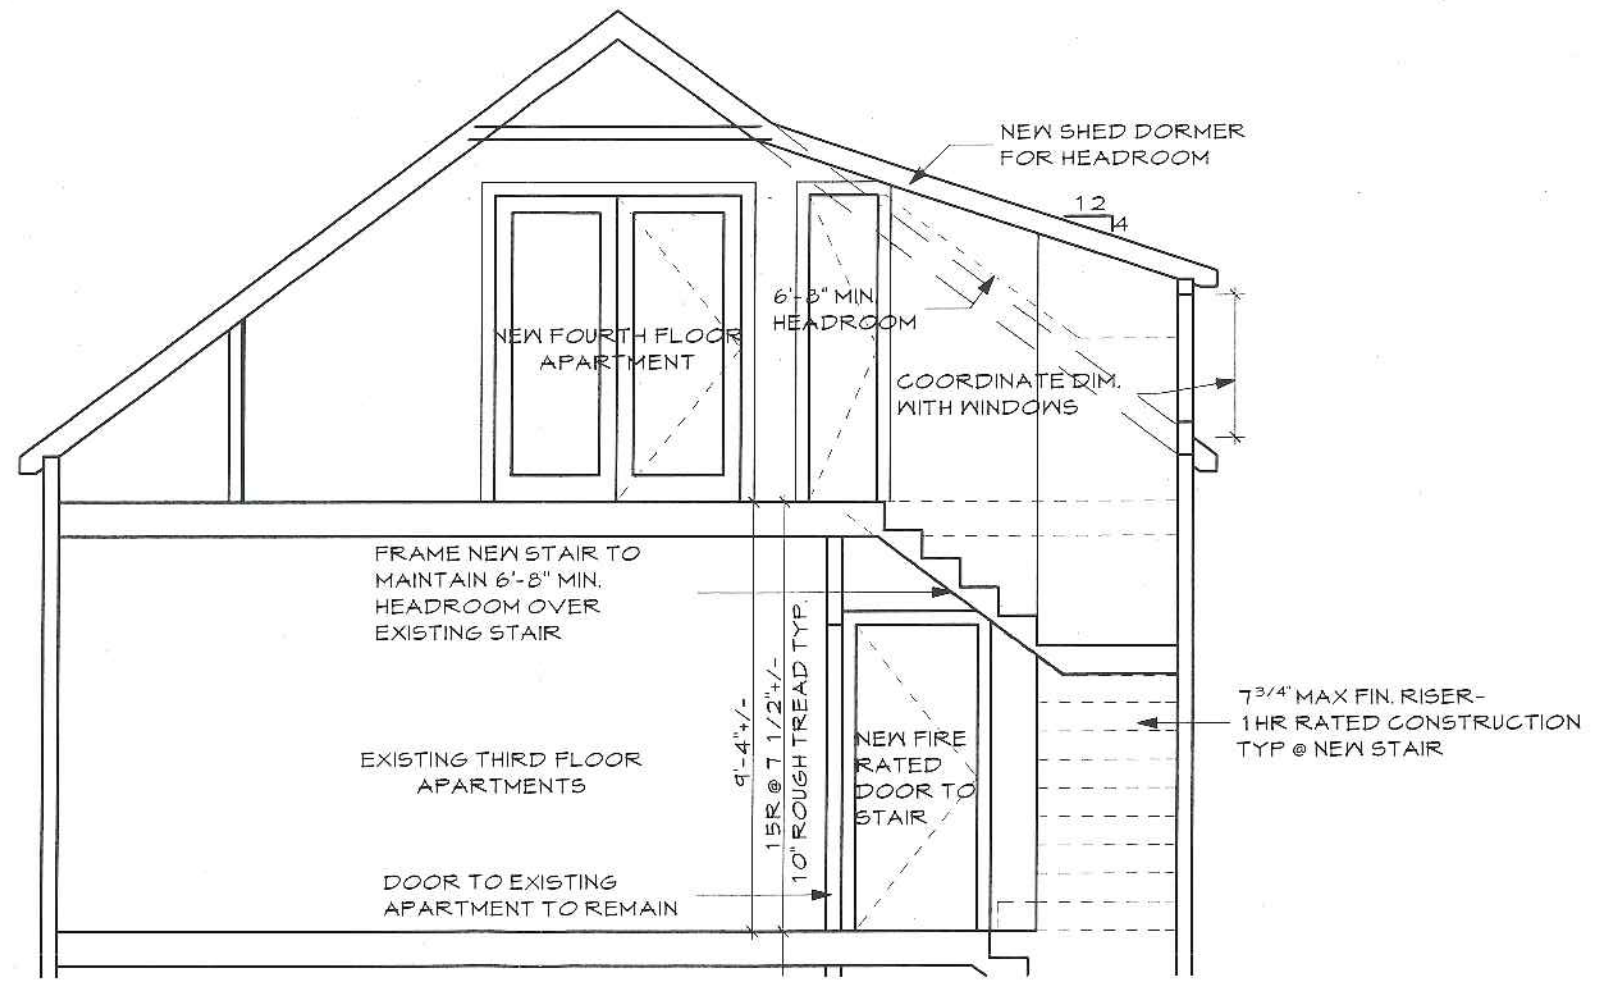 NEW SHED DORMER
FOR HEADROOM
12
4
6'-8" MIN.
HEADROOM
NEW FOURTH FLOOR
APARTMENT
COORDINATE DIM.
WITH WINDOWS
FRAME NEW STAIR TO
MAINTAIN 6'-8" MIN.
HEADROOM OVER
EXISTING STAIR
7 3/4" MAX FIN. RISER-
1HR RATED CONSTRUCTION
TYP @ NEW STAIR
9'-4"+/-
15R @ 7 1/2"+/-
10" ROUGH TREAD TYP.
NEW FIRE
RATED
DOOR TO
STAIR
EXISTING THIRD FLOOR
APARTMENTS
DOOR TO EXISTING
APARTMENT TO REMAIN